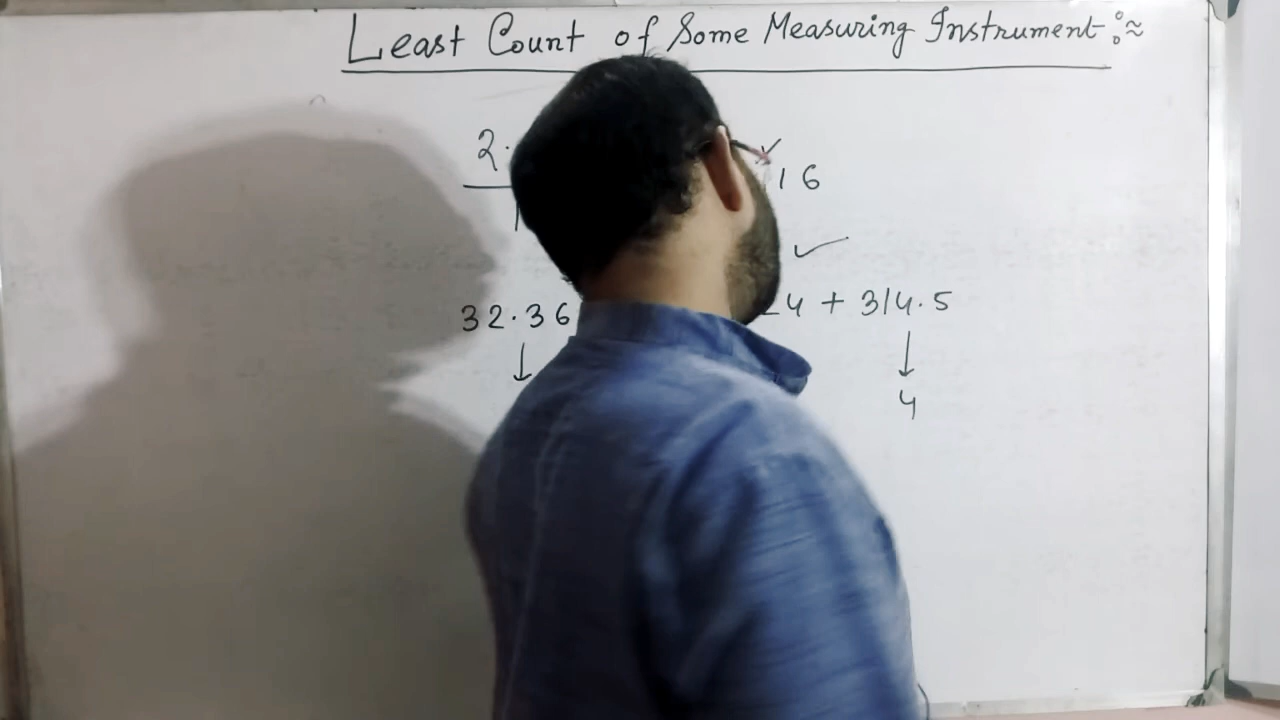 Least Count of Some Measuring Instrument :≈
2. 16
32.36 4 + 314.5
4